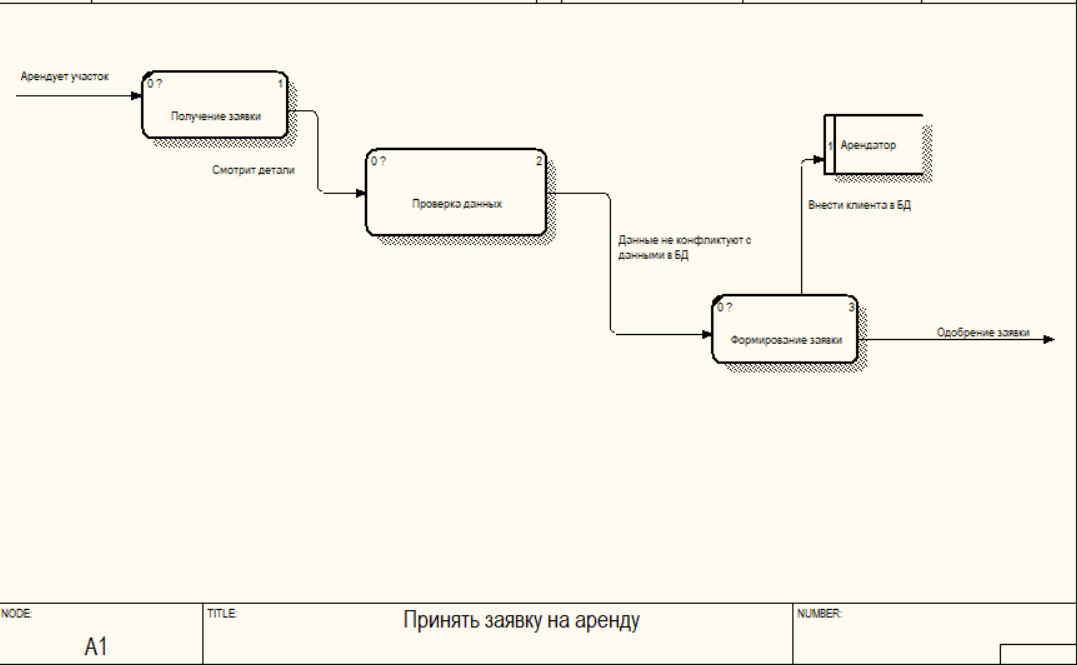 Арендует участок
0 ?
1
Получение заявки
Смотрит детали
0 ?
2
Проверка данных
Данные не конфликтуют с
данными в БД
1
Арендатор
Внести клиента в БД
0 ?
3
Формирование заявки
Одобрение заявки
NODE:
A1
TITLE:
Принять заявку на аренду
NUMBER: